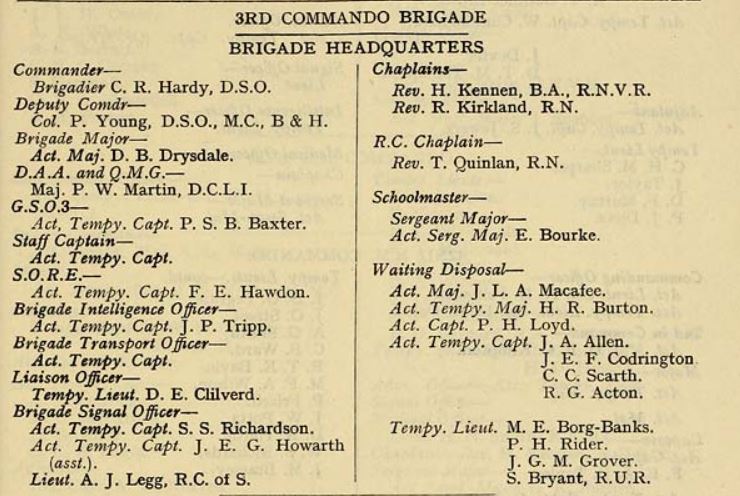 3RD COMMANDO BRIGADE
BRIGADE HEADQUARTERS
Commander—
Brigadier C. R. Hardy, D.S.O.
Deputy Comdr—
Col. P. Young, D.S.O., M.C., B & H.
Brigade Major—
Act. Maj. D. B. Drysdale.
D.A.A. and Q.M.G.—
Maj. P. W. Martin, D.C.L.I.
G.S.O.3—
Act, Tempy. Capt. P. S. B. Baxter.
Staff Captain—
Act. Tempy. Capt.
S.O.R.E.—
Act. Tempy. Capt. F. E. Hawdon.
Brigade Intelligence Officer—
Act. Tempy. Capt. J. P. Tripp.
Brigade Transport Officer—
Act. Tempy. Capt.
Liaison Officer—
Tempy. Lieut. D. E. Clilverd.
Brigade Signal Officer—
Act. Tempy. Capt. S. S. Richardson.
Act. Tempy. Capt. J. E. G. Howarth
(asst.).
Lieut. A. J. Legg, R.C. of S.
Chaplains—
Rev. H. Kennen, B.A., R.N.V.R.
Rev. R. Kirkland, R.N.
R.C. Chaplain—
Rev. T. Quinlan, R.N.
Schoolmaster—
Sergeant Major—
Act. Serg. Maj. E. Bourke.
Waiting Disposal—
Act. Maj. J. L. A. Macafee.
Act. Tempy. Maj. H. R. Burton.
Act. Capt. P. H. Loyd.
Act. Tempy. Capt. J. A. Allen.
J. E. F. Codrington
C. C. Scarth.
R. G. Acton.
Tempy. Lieut. M. E. Borg-Banks.
P. H. Rider.
J. G. M. Grover.
S. Bryant, R.U.R.